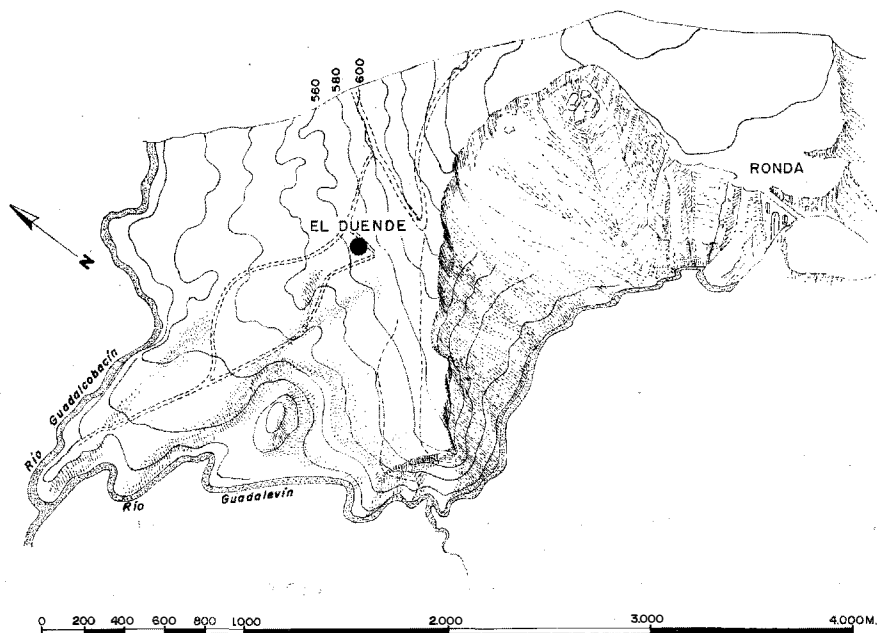 560
580
600
RONDA
EL DUENDE
N
Río Guadalcobacín
Río Guadalevín
0 200 400 600 800 1.000 2.000 3.000 4.000 M.